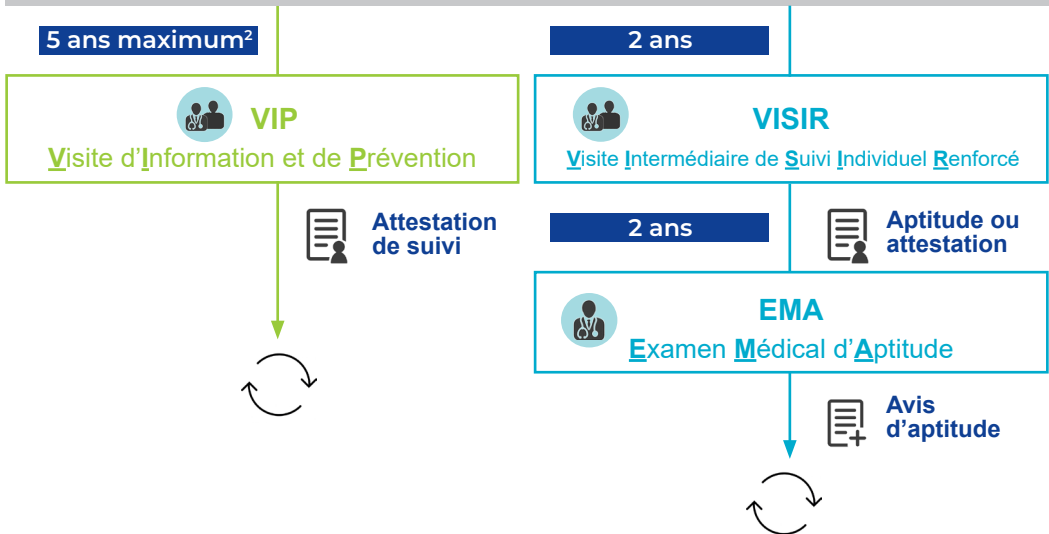 5 ans maximum²
VIP
Visite d'Information et de Prévention
Attestation
de suivi
2 ans
VISIR
Visite Intermédiaire de Suivi Individuel Renforcé
2 ans
Aptitude ou
attestation
EMA
Examen Médical d'Aptitude
Avis
d'aptitude